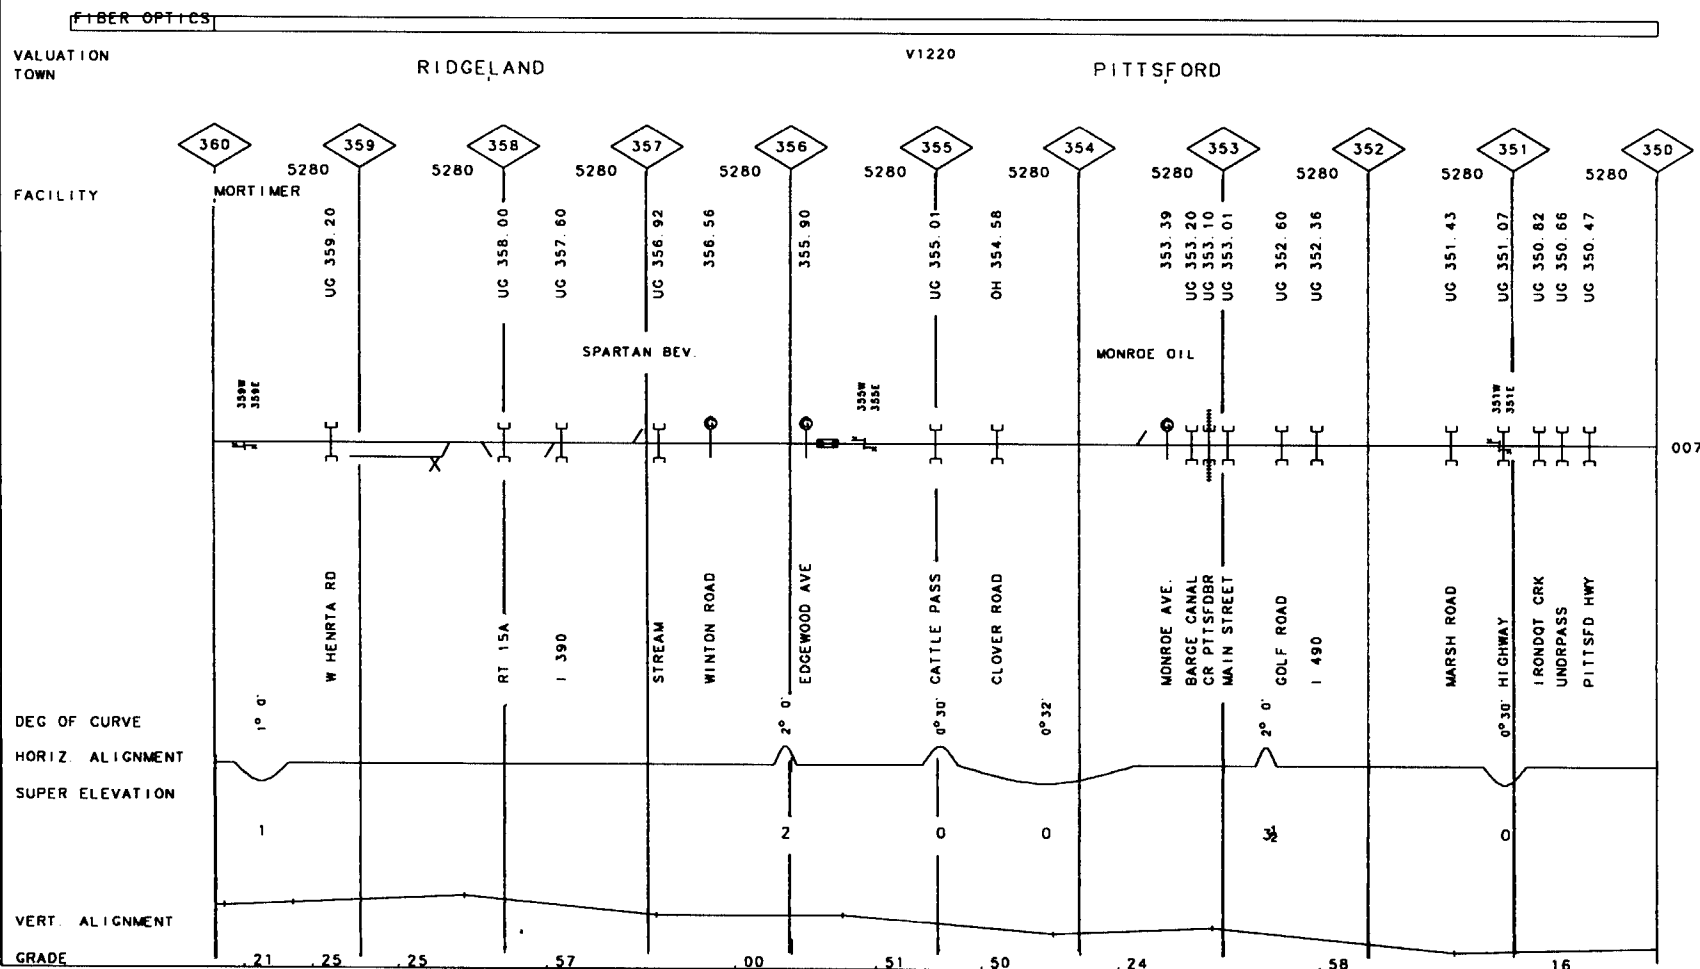 FIBER OPTICS
VALUATION V1220
TOWN RIDGELAND PITTSFORD
360 359 358 357 356 355 354 353 352 351 350
5280 5280 5280 5280 5280 5280 5280 5280 5280 5280
FACILITY MORTIMER
UG 359.20
UG 358.00
UG 357.60
UG 356.92
356.56
355.90
UG 355.01
OH 354.58
353.39
UG 353.20
UG 353.10
UG 353.01
UG 352.60
UG 352.36
UG 351.43
UG 351.07
UG 350.82
UG 350.66
UG 350.47
SPARTAN BEV. MONROE OIL
359W
359E
355W
355E
351W
351E
X
007
W HENRTA RD
RT 15A
I 390
STREAM
WINTON ROAD
EDGEWOOD AVE
CATTLE PASS
CLOVER ROAD
MONROE AVE.
BARGE CANAL
CR PTTSFDBR
MAIN STREET
GOLF ROAD
I 490
MARSH ROAD
HIGHWAY
IRONDQT CRK
UNDRPASS
PITTSFD HWY
DEG OF CURVE 1° 0' 2° 0' 0°30' 0°32' 2° 0' 0°30'
HORIZ. ALIGNMENT
SUPER ELEVATION
1 2 0 0 3½ 0
VERT. ALIGNMENT
GRADE .21 .25 .25 .57 .00 .51 .50 .24 .58 .16